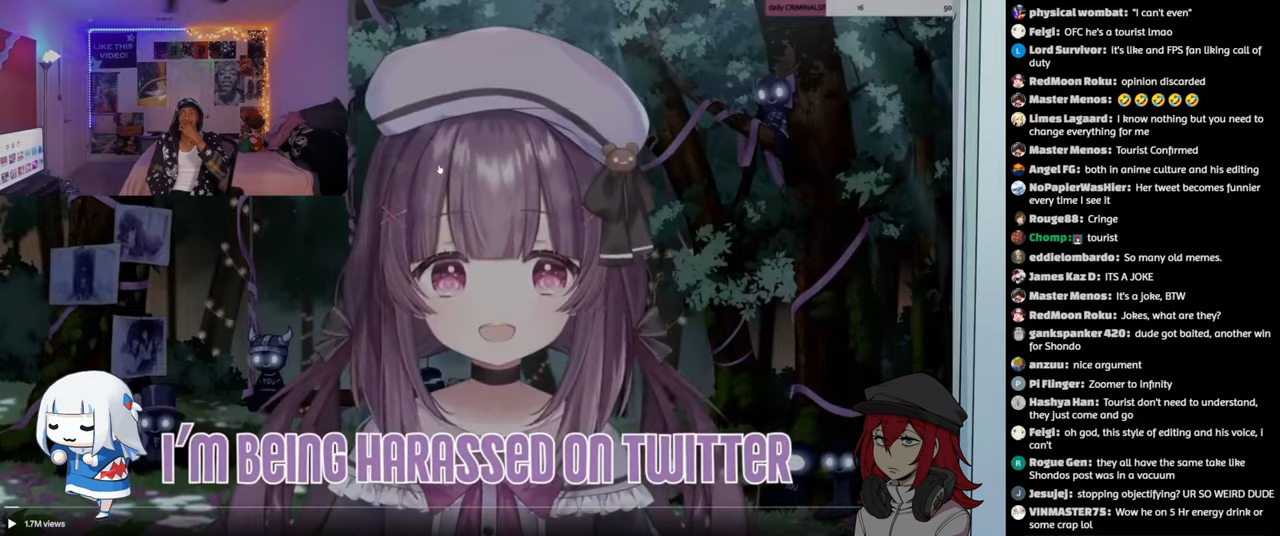 LIKE THIS
VIDEO!
daily CRIMINALS!!
16
50
YOU
I'M BEING HARASSED ON TWITTER
1.7M views
physical wombat: "I can't even"
Feigi: OFC he's a tourist lmao
Lord Survivor: it's like and FPS fan liking call of
duty
RedMoon Roku: opinion discarded
Master Menos: 🤣🤣🤣🤣🤣
Limes Lagaard: I know nothing but you need to
change everything for me
Master Menos: Tourist Confirmed
Angel FG: both in anime culture and his editing
NoPapierWasHier: Her tweet becomes funnier
every time I see it
Rouge88: Cringe
Chomp: tourist
eddielombardo: So many old memes.
James Kaz D: ITS A JOKE
Master Menos: It's a joke, BTW
RedMoon Roku: Jokes, what are they?
gankspanker 420: dude got baited, another win
for Shondo
anzuu: nice argument
Pi Flinger: Zoomer to infinity
Hashya Han: Tourist don't need to understand,
they just come and go
Feigi: oh god, this style of editing and his voice, i
can't
Rogue Gen: they all have the same take like
Shondos post was in a vacuum
Jesujej: stopping objectifying? UR SO WEIRD DUDE
VINMASTER75: Wow he on 5 Hr energy drink or
some crap lol